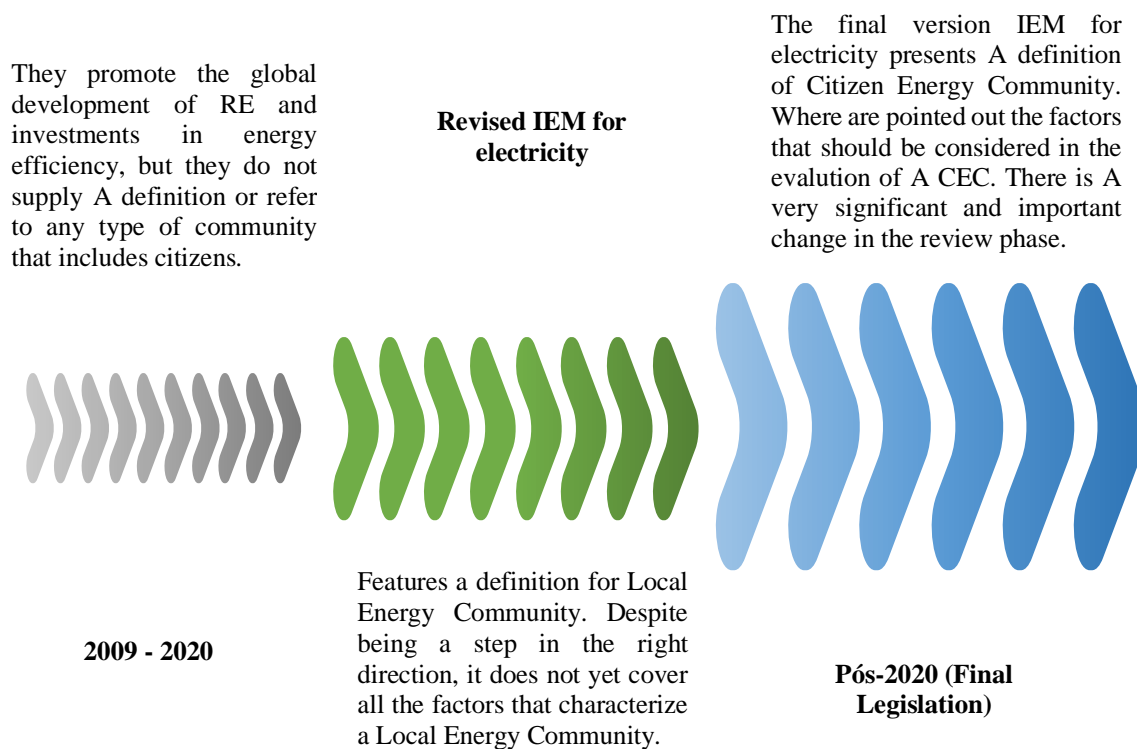 They promote the global
development of RE and
investments in energy
efficiency, but they do not
supply A definition or refer
to any type of community
that includes citizens.
2009 - 2020
Revised IEM for
electricity
Features a definition for Local
Energy Community. Despite
being a step in the right
direction, it does not yet cover
all the factors that characterize
a Local Energy Community.
The final version IEM for
electricity presents A definition
of Citizen Energy Community.
Where are pointed out the factors
that should be considered in the
evalution of A CEC. There is A
very significant and important
change in the review phase.
Pós-2020 (Final
Legislation)